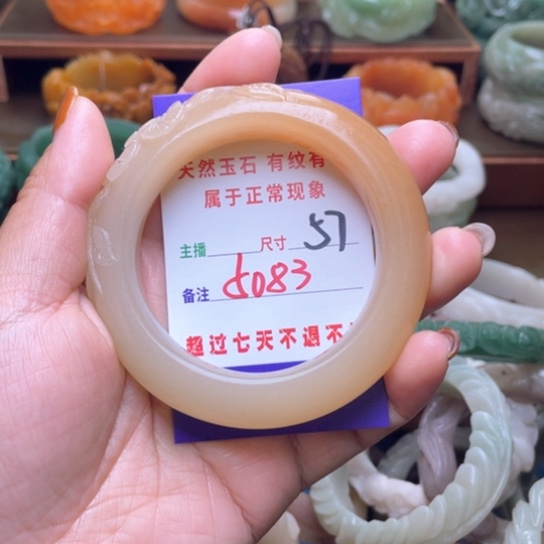 天然玉石 有纹有
属于正常现象
主播 尺寸 57
备注 d083
超过七天不退不